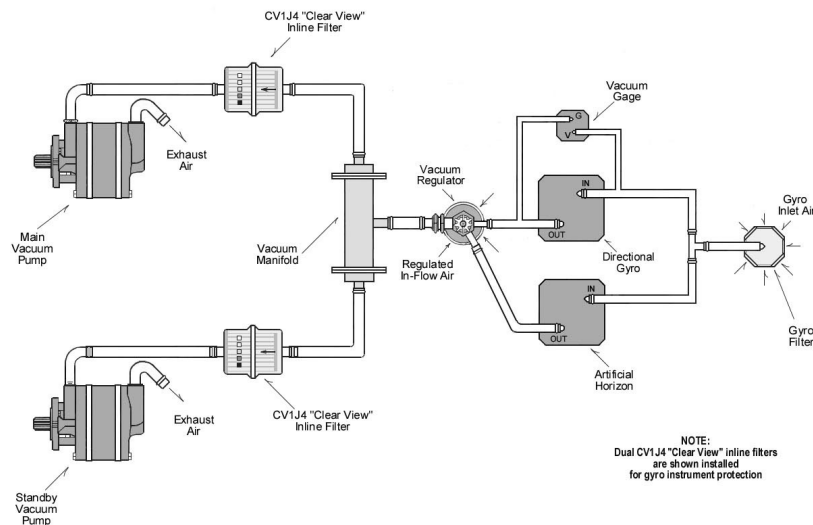 CV1J4 "Clear View"
Inline Filter
Exhaust
Air
Main
Vacuum
Pump
Vacuum
Manifold
Vacuum
Regulator
Regulated
In-Flow Air
Vacuum
Gage
G
V
IN
OUT
Directional
Gyro
Gyro
Inlet Air
Gyro
Filter
IN
OUT
Artificial
Horizon
CV1J4 "Clear View"
Inline Filter
Exhaust
Air
Standby
Vacuum
Pump
NOTE:
Dual CV1J4 "Clear View" inline filters
are shown installed
for gyro instrument protection